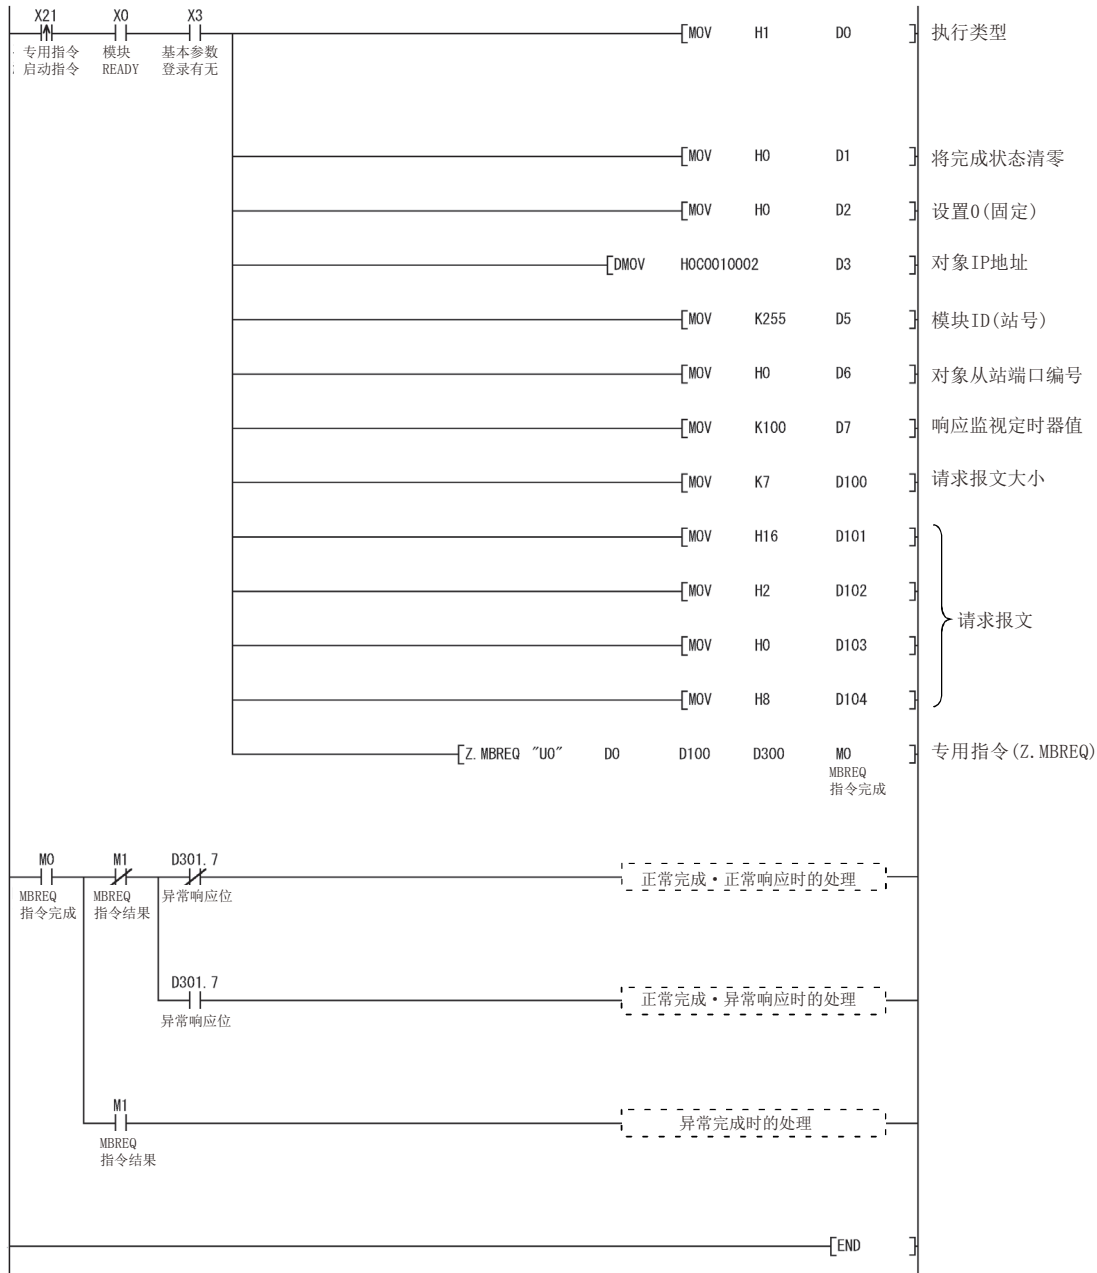 X21 X0 X3
[MOV H1 D0 ] 执行类型
专用指令 模块 基本参数
启动指令 READY 登录有无
[MOV H0 D1 ] 将完成状态清零
[MOV H0 D2 ] 设置0(固定)
[DMOV H0C0010002 D3 ] 对象IP地址
[MOV K255 D5 ] 模块ID(站号)
[MOV H0 D6 ] 对象从站端口编号
[MOV K100 D7 ] 响应监视定时器值
[MOV K7 D100 ] 请求报文大小
[MOV H16 D101 ]
[MOV H2 D102 ]
请求报文
[MOV H0 D103 ]
[MOV H8 D104 ]
[Z.MBREQ "U0" D0 D100 D300 M0 ] 专用指令(Z.MBREQ)
MBREQ
指令完成
M0 M1 D301.7
正常完成·正常响应时的处理
MBREQ MBREQ 异常响应位
指令完成 指令结果
D301.7
正常完成·异常响应时的处理
异常响应位
M1
异常完成时的处理
MBREQ
指令结果
[END ]